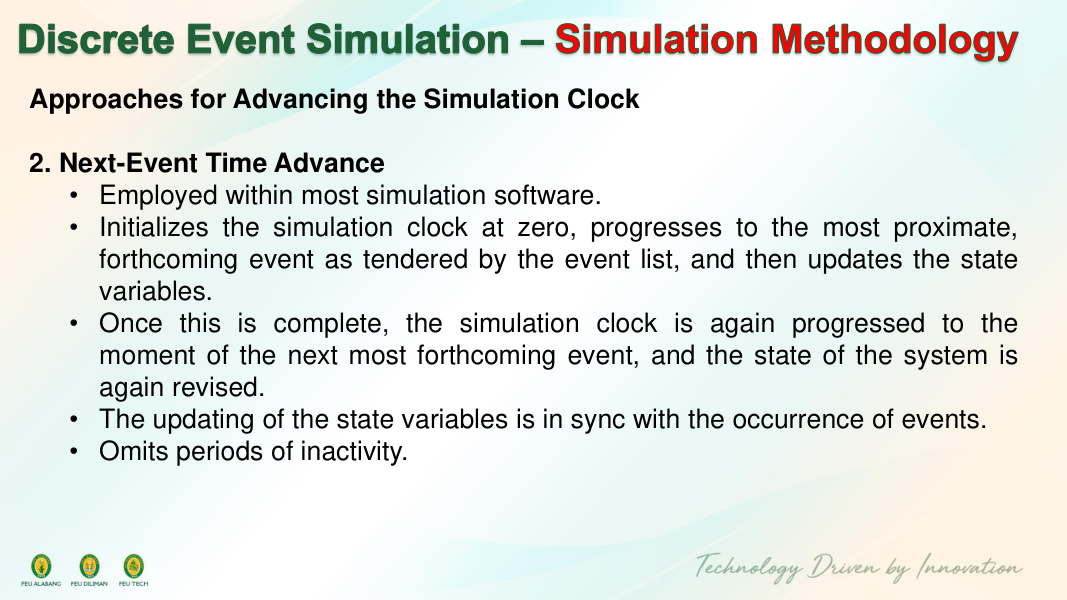 Discrete Event Simulation – Simulation Methodology
Approaches for Advancing the Simulation Clock
2. Next-Event Time Advance
• Employed within most simulation software.
• Initializes the simulation clock at zero, progresses to the most proximate,
forthcoming event as tendered by the event list, and then updates the state
variables.
• Once this is complete, the simulation clock is again progressed to the
moment of the next most forthcoming event, and the state of the system is
again revised.
• The updating of the state variables is in sync with the occurrence of events.
• Omits periods of inactivity.
FEU ALABANG FEU DILIMAN FEU TECH
Technology Driven by Innovation